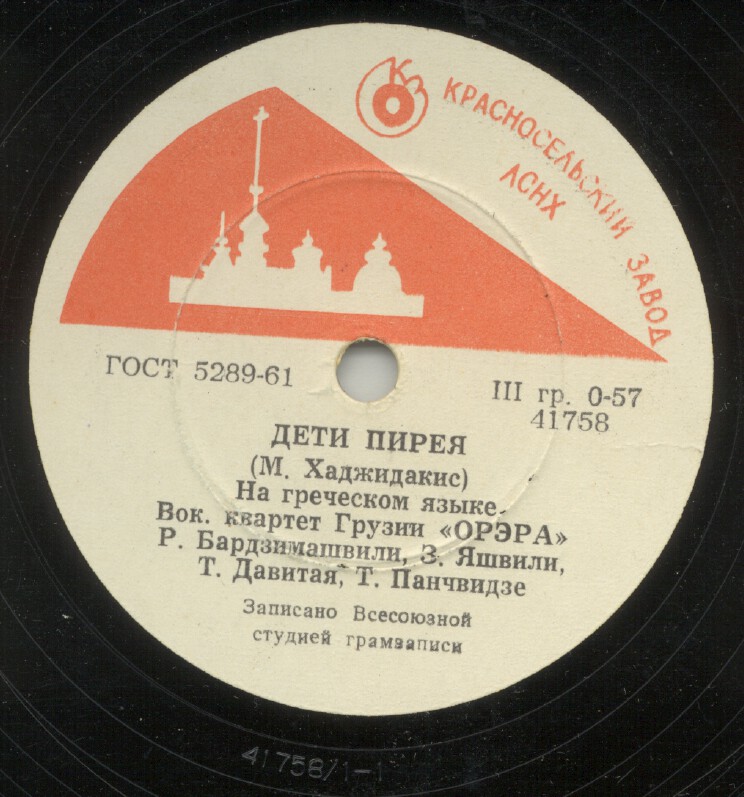 КРАСНОСЕЛЬСКИЙ ЗАВОД
ЛСНХ
ГОСТ 5289-61
III гр. 0-57
41758
ДЕТИ ПИРЕЯ
(М. Хаджидакис)
На греческом языке
Вок. квартет Грузии «ОРЭРА»
Р. Бардзимашвили, З. Яшвили,
Т. Давитая, Т. Панчвидзе
Записано Всесоюзной
студией грамзаписи
41758/1-1